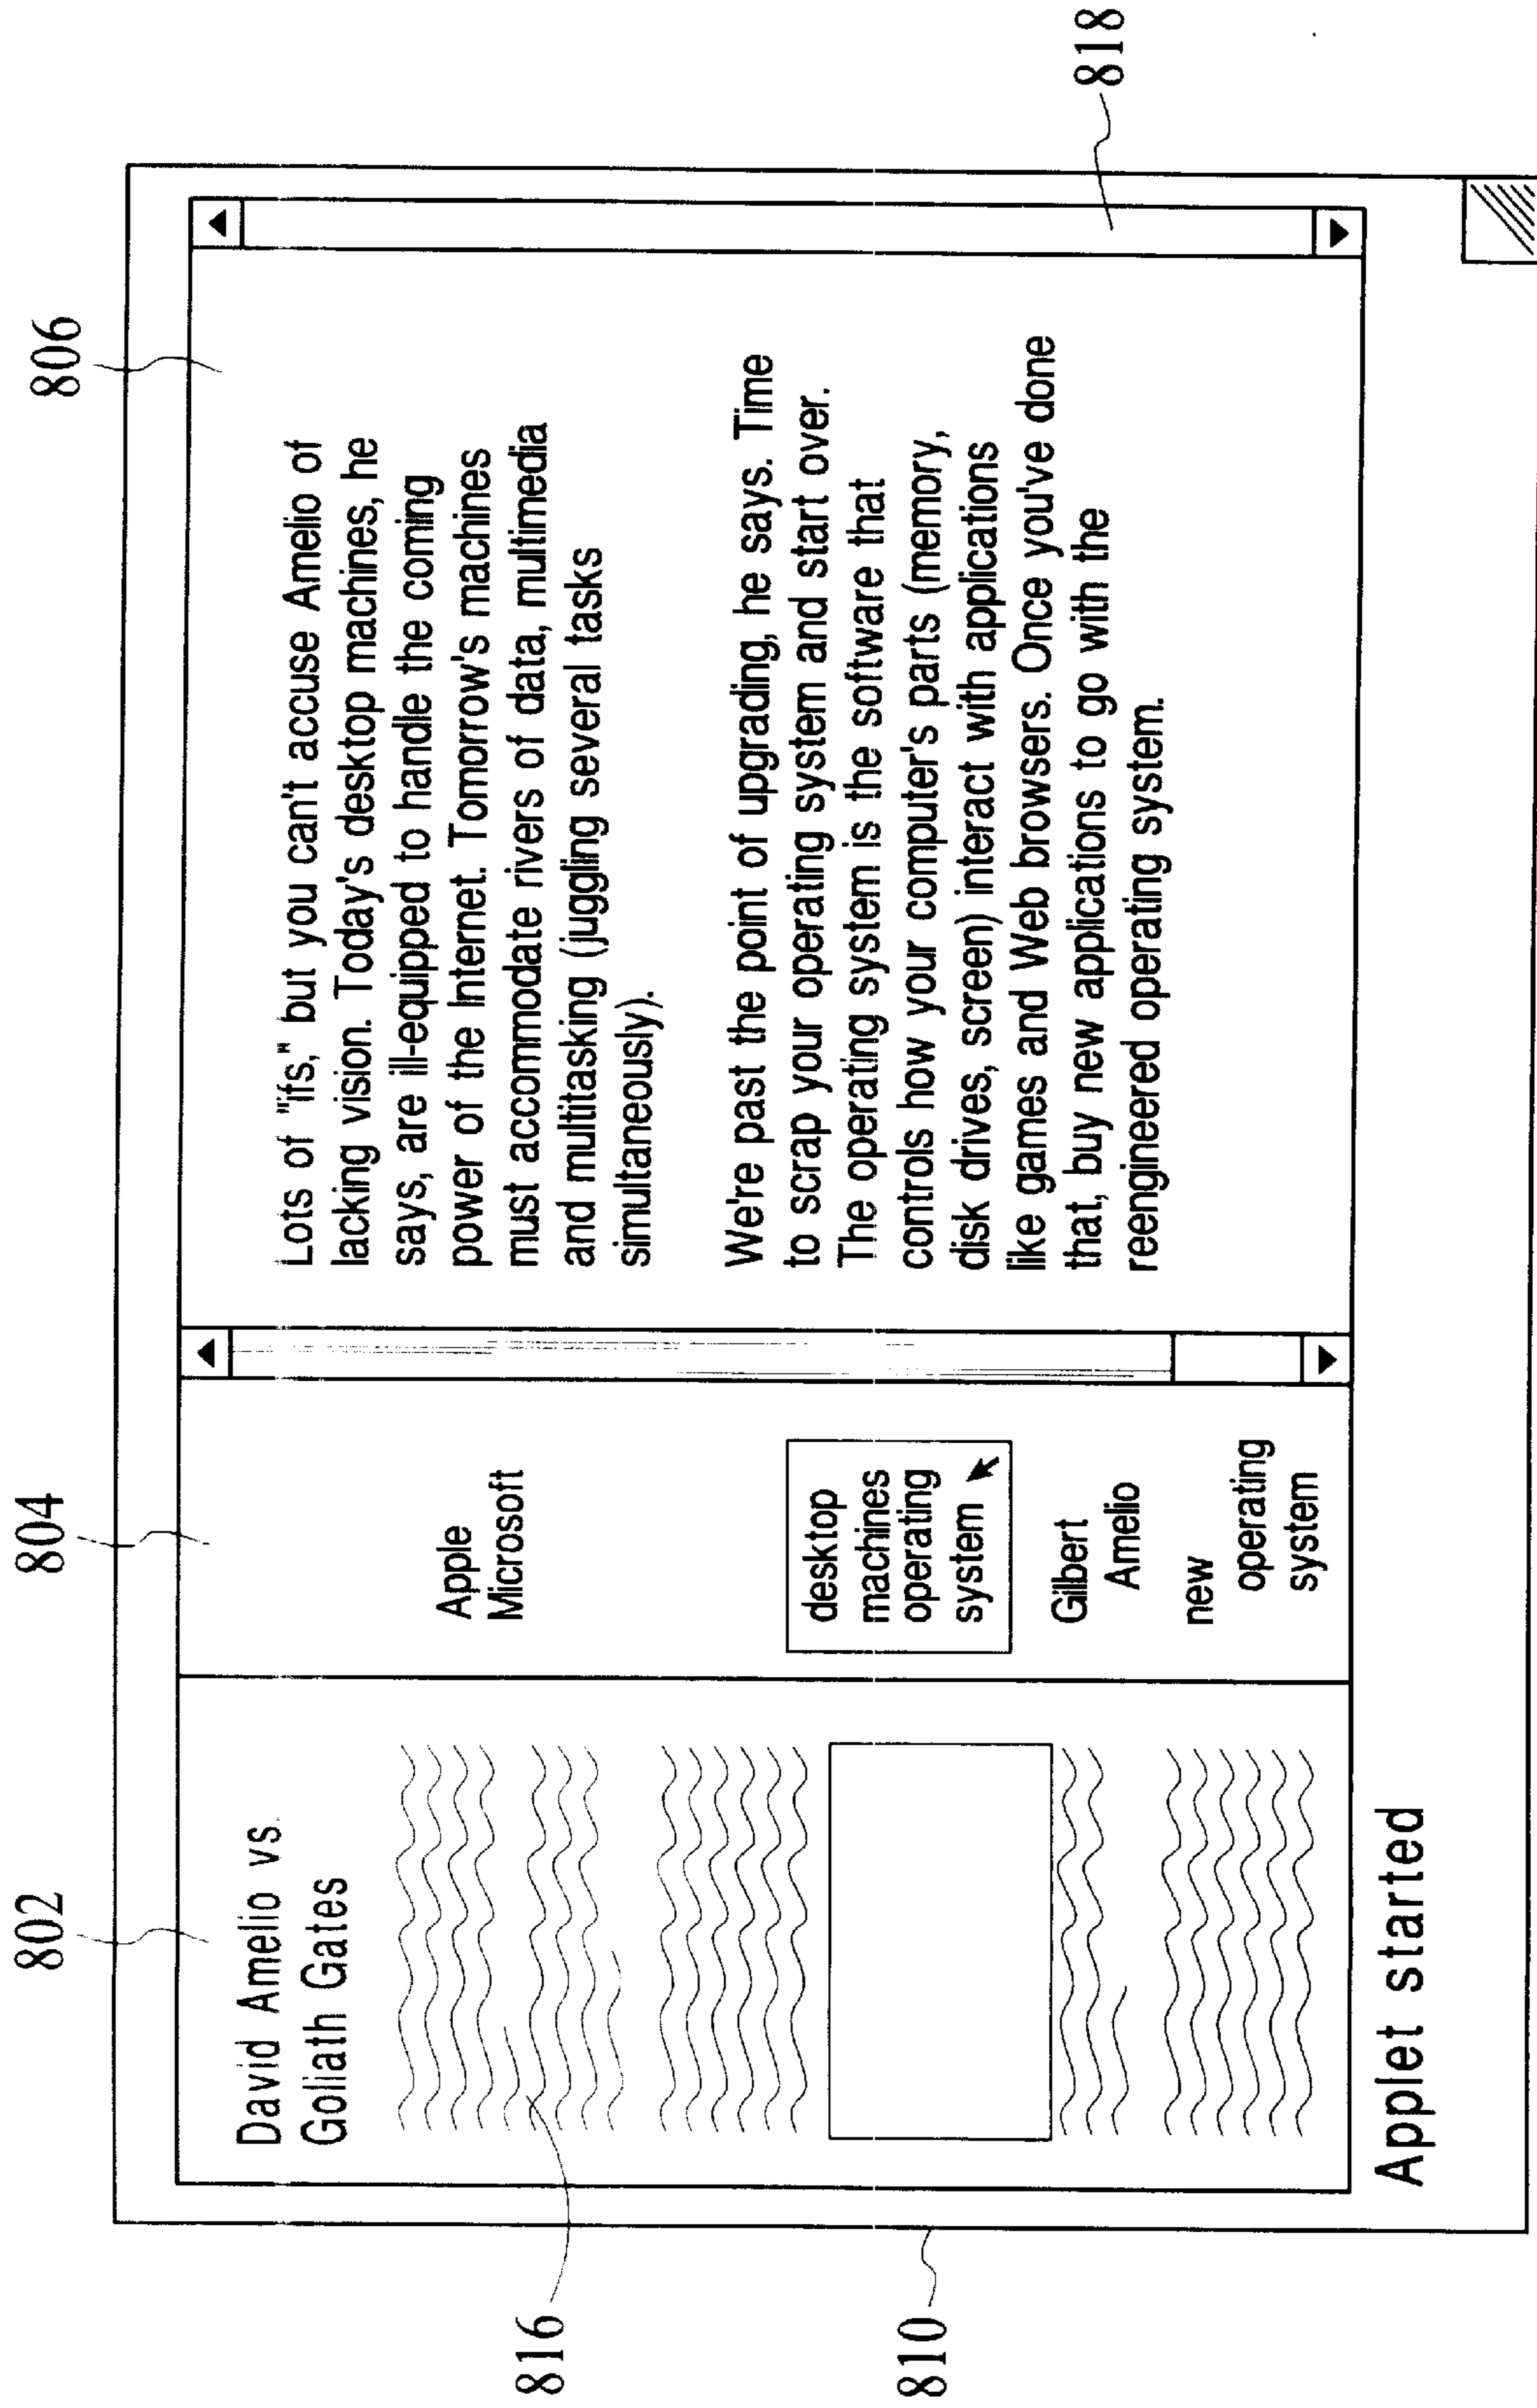 802
804
806
David Amelio vs.
Goliath Gates
816
810
Apple
Microsoft
desktop
machines
operating
system
Gilbert
Amelio
new
operating
system
Lots of "ifs," but you can't accuse Amelio of
lacking vision. Today's desktop machines, he
says, are ill-equipped to handle the coming
power of the Internet. Tomorrow's machines
must accommodate rivers of data, multimedia
and multitasking (juggling several tasks
simultaneously).
We're past the point of upgrading, he says. Time
to scrap your operating system and start over.
The operating system is the software that
controls how your computer's parts (memory,
disk drives, screen) interact with applications
like games and Web browsers. Once you've done
that, buy new applications to go with the
reengineered operating system.
818
Applet started